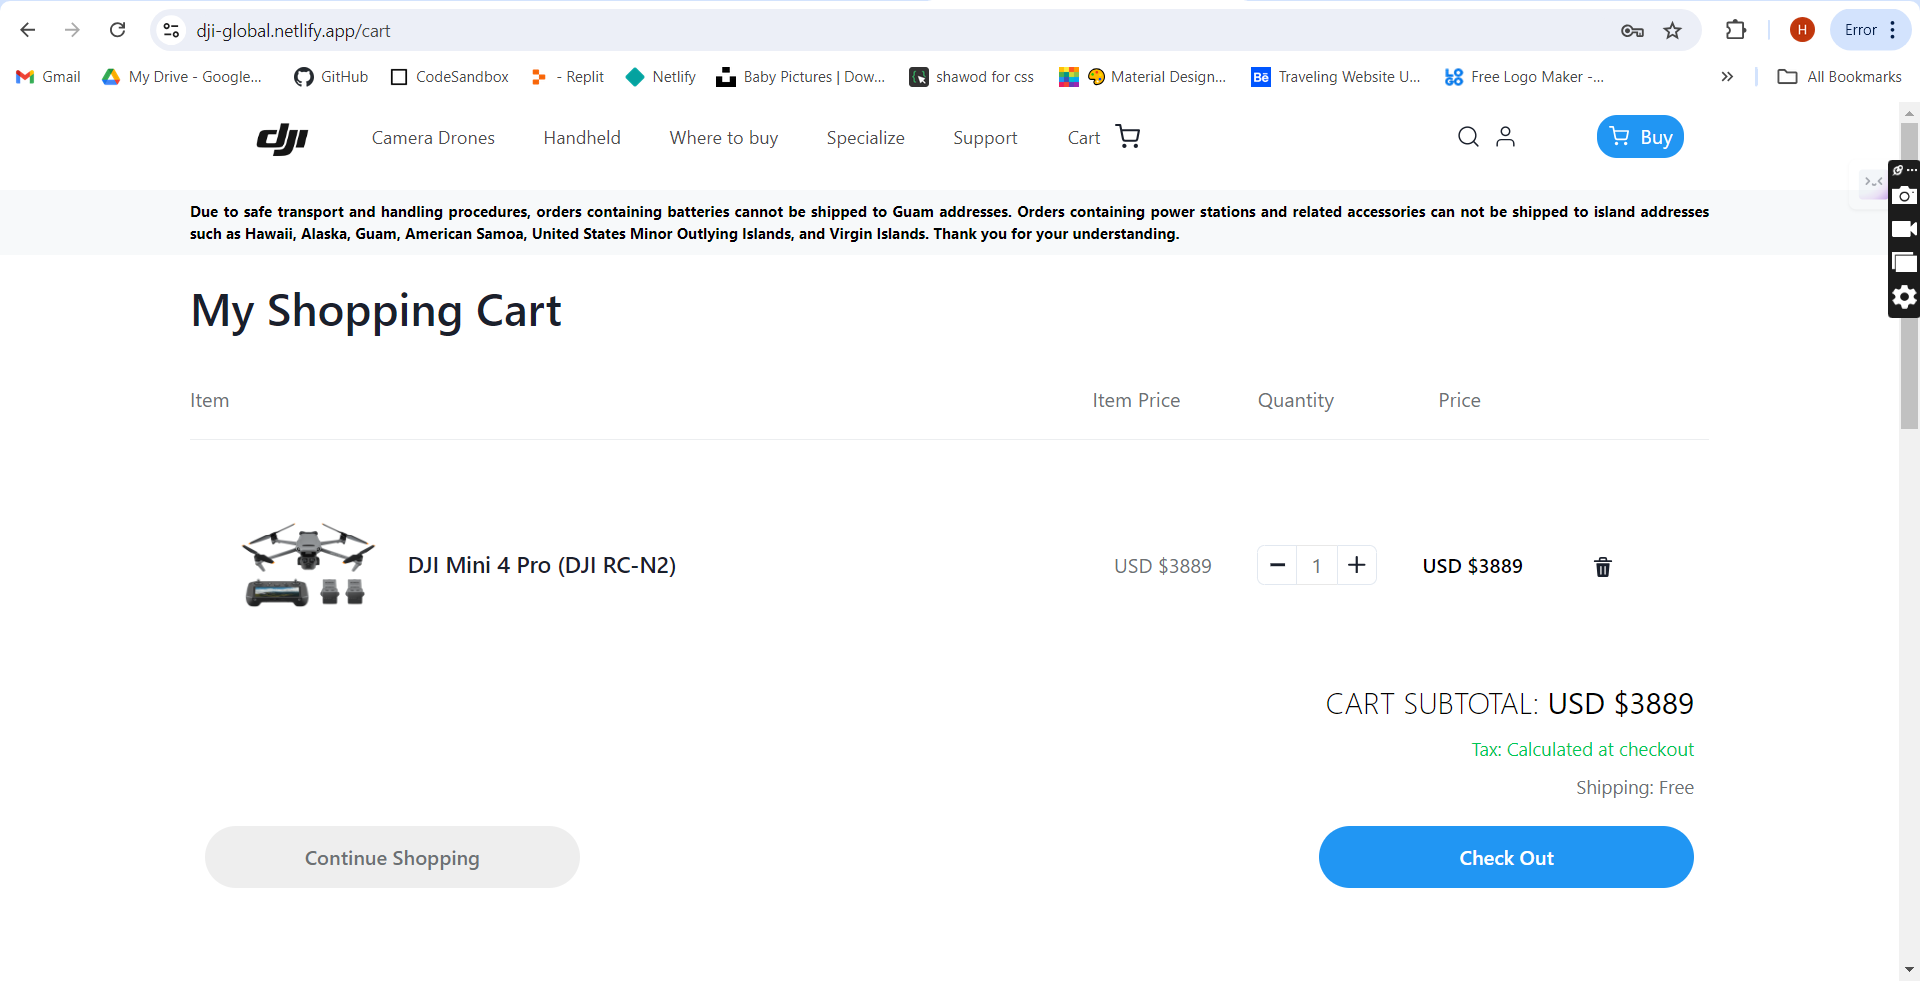 dji-global.netlify.app/cart
H
Error
Gmail
My Drive - Google...
GitHub
CodeSandbox
- Replit
Netlify
Baby Pictures | Dow...
shawod for css
Material Design...
Bē
Traveling Website U...
LO
GO
Free Logo Maker -...
»
All Bookmarks
dji
Camera Drones
Handheld
Where to buy
Specialize
Support
Cart
Buy
Due to safe transport and handling procedures, orders containing batteries cannot be shipped to Guam addresses. Orders containing power stations and related accessories can not be shipped to island addresses
such as Hawaii, Alaska, Guam, American Samoa, United States Minor Outlying Islands, and Virgin Islands. Thank you for your understanding.
My Shopping Cart
Item
Item Price
Quantity
Price
DJI Mini 4 Pro (DJI RC-N2)
USD $3889
1
USD $3889
CART SUBTOTAL: USD $3889
Tax: Calculated at checkout
Shipping: Free
Continue Shopping
Check Out